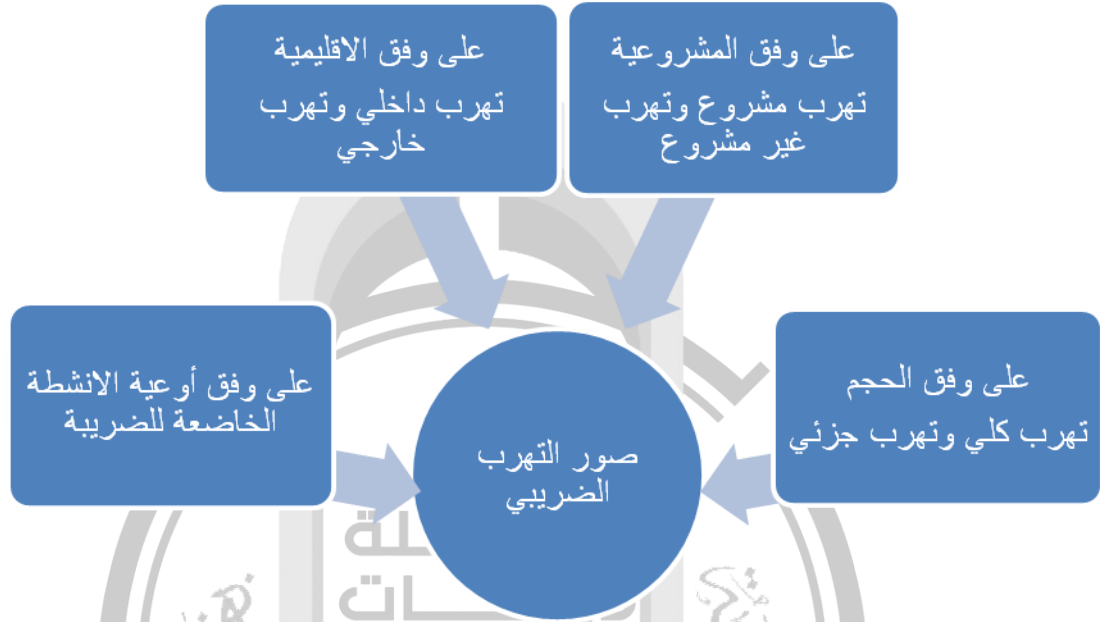 على وفق المشروعية
تهرب مشروع وتهرب
غير مشروع
على وفق الاقليمية
تهرب داخلي وتهرب
خارجي
على وفق الحجم
تهرب كلي وتهرب جزئي
على وفق أوعية الانشطة
الخاضعة للضريبة
صور التهرب
الضريبي